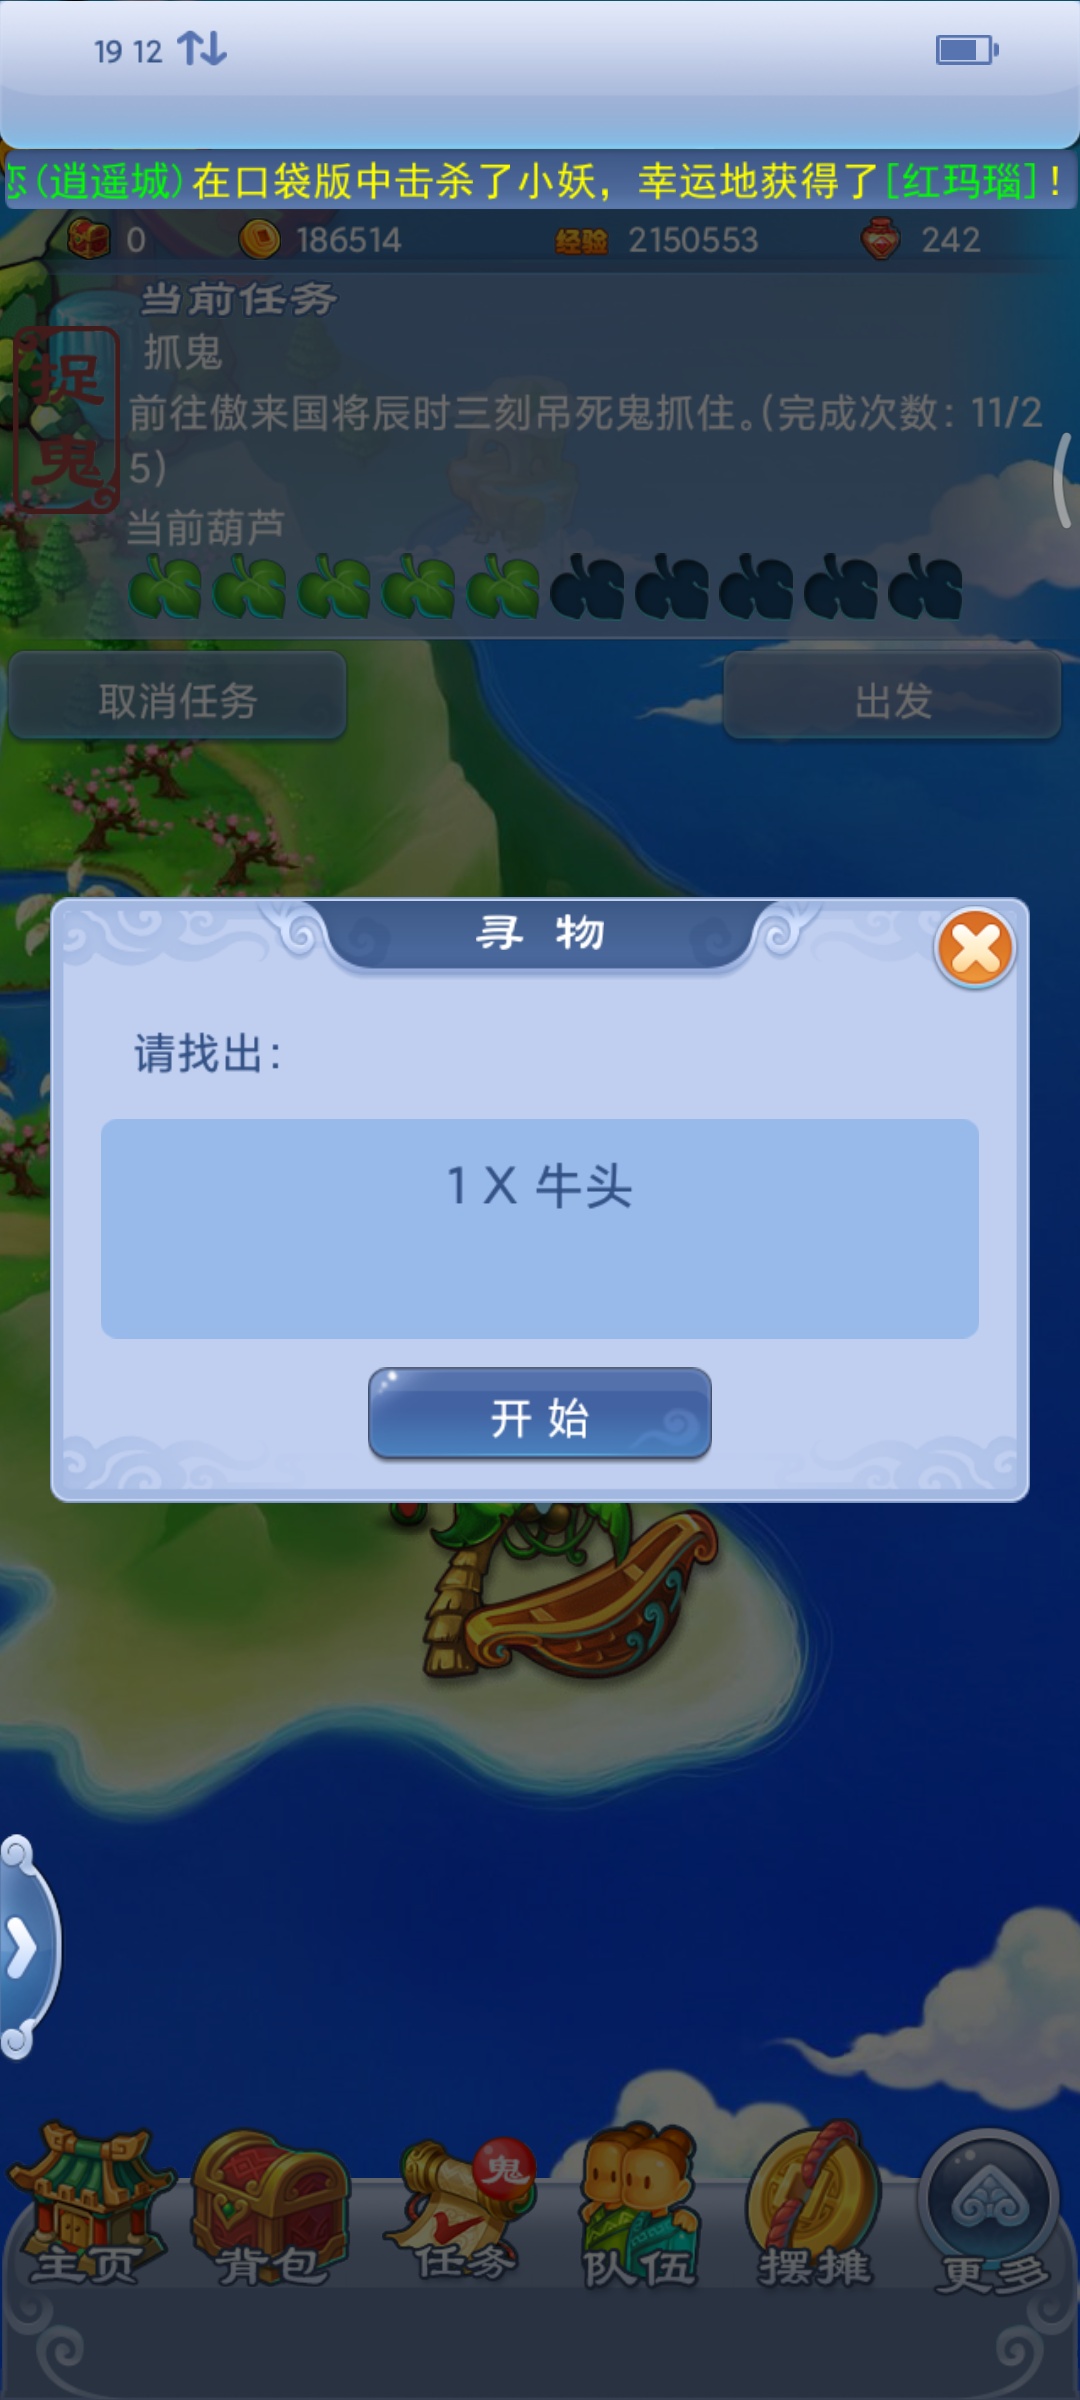 19 12
(逍遥城)在口袋版中击杀了小妖，幸运地获得了[红玛瑙]！
0 186514 经验 2150553 242
当前任务
捉鬼
抓鬼
前往傲来国将辰时三刻吊死鬼抓住。(完成次数：11/2
5)
当前葫芦
取消任务 出发
寻 物
请找出：
1 X 牛头
开 始
鬼
主页 背包 任务 队伍 摆摊 更多